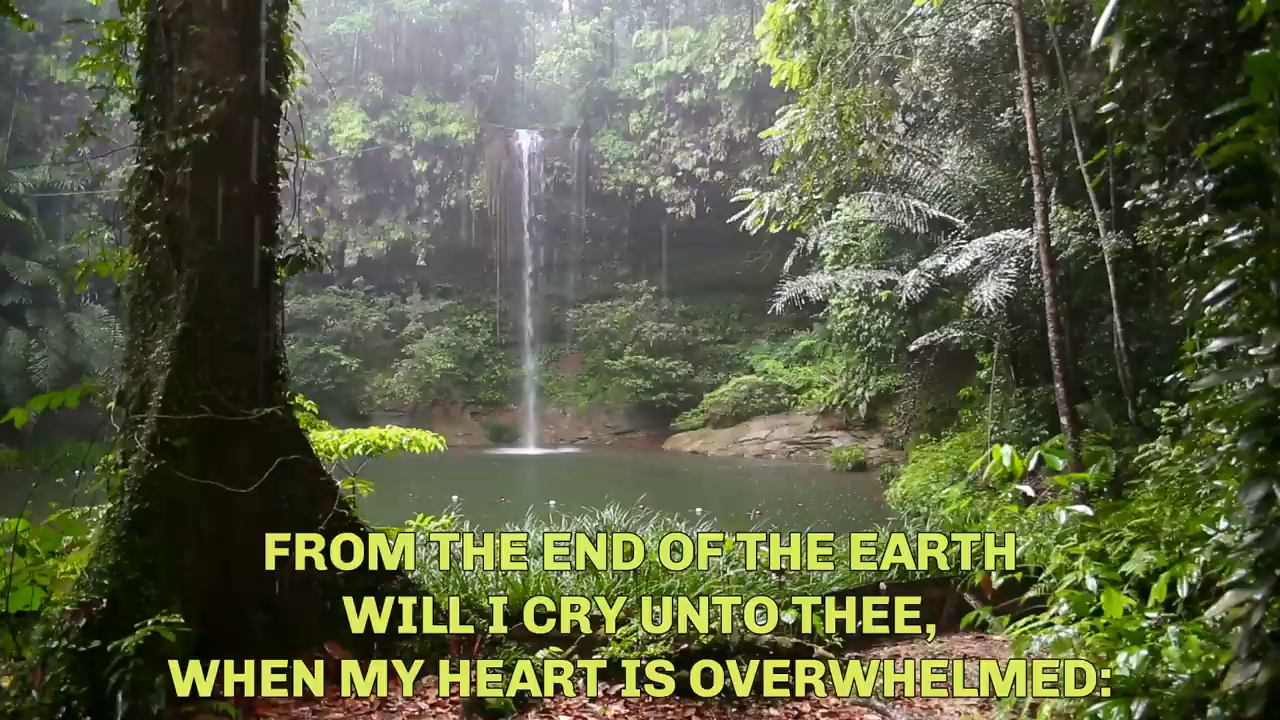 FROM THE END OF THE EARTH
WILL I CRY UNTO THEE,
WHEN MY HEART IS OVERWHELMED: